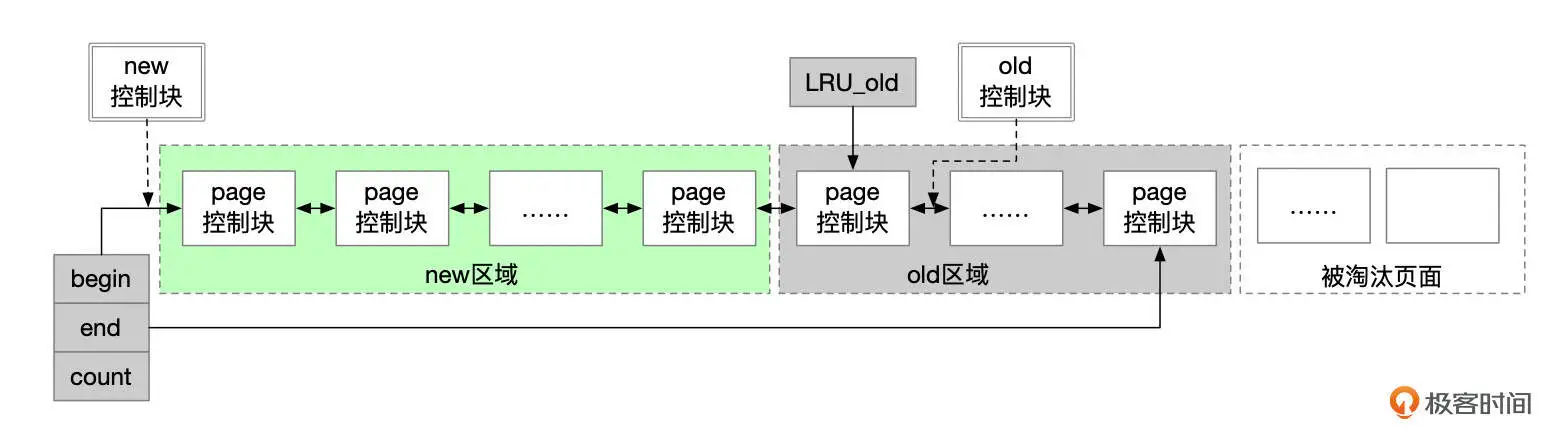 new
控制块
LRU_old
old
控制块
page
控制块
page
控制块
……
page
控制块
page
控制块
……
page
控制块
……
new区域
old区域
被淘汰页面
begin
end
count
极客时间